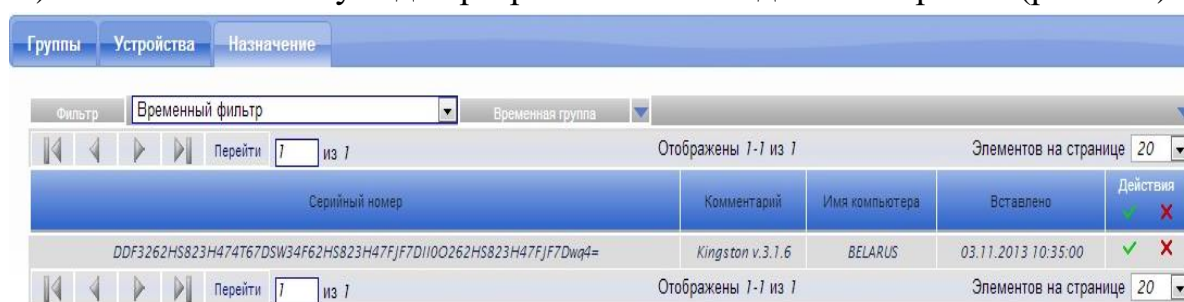 Группы Устройства Назначение
Фильтр Временный фильтр Временная группа
Перейти 1 из 1 Отображены 1-1 из 1 Элементов на странице 20
Серийный номер Комментарий Имя компьютера Вставлено Действия
DDF3262HS823H474T67DSW34F62HS823H47FJF7DII0O262HS823H47FJF7Dwq4= Kingston v.3.1.6 BELARUS 03.11.2013 10:35:00
Перейти 1 из 1 Отображены 1-1 из 1 Элементов на странице 20